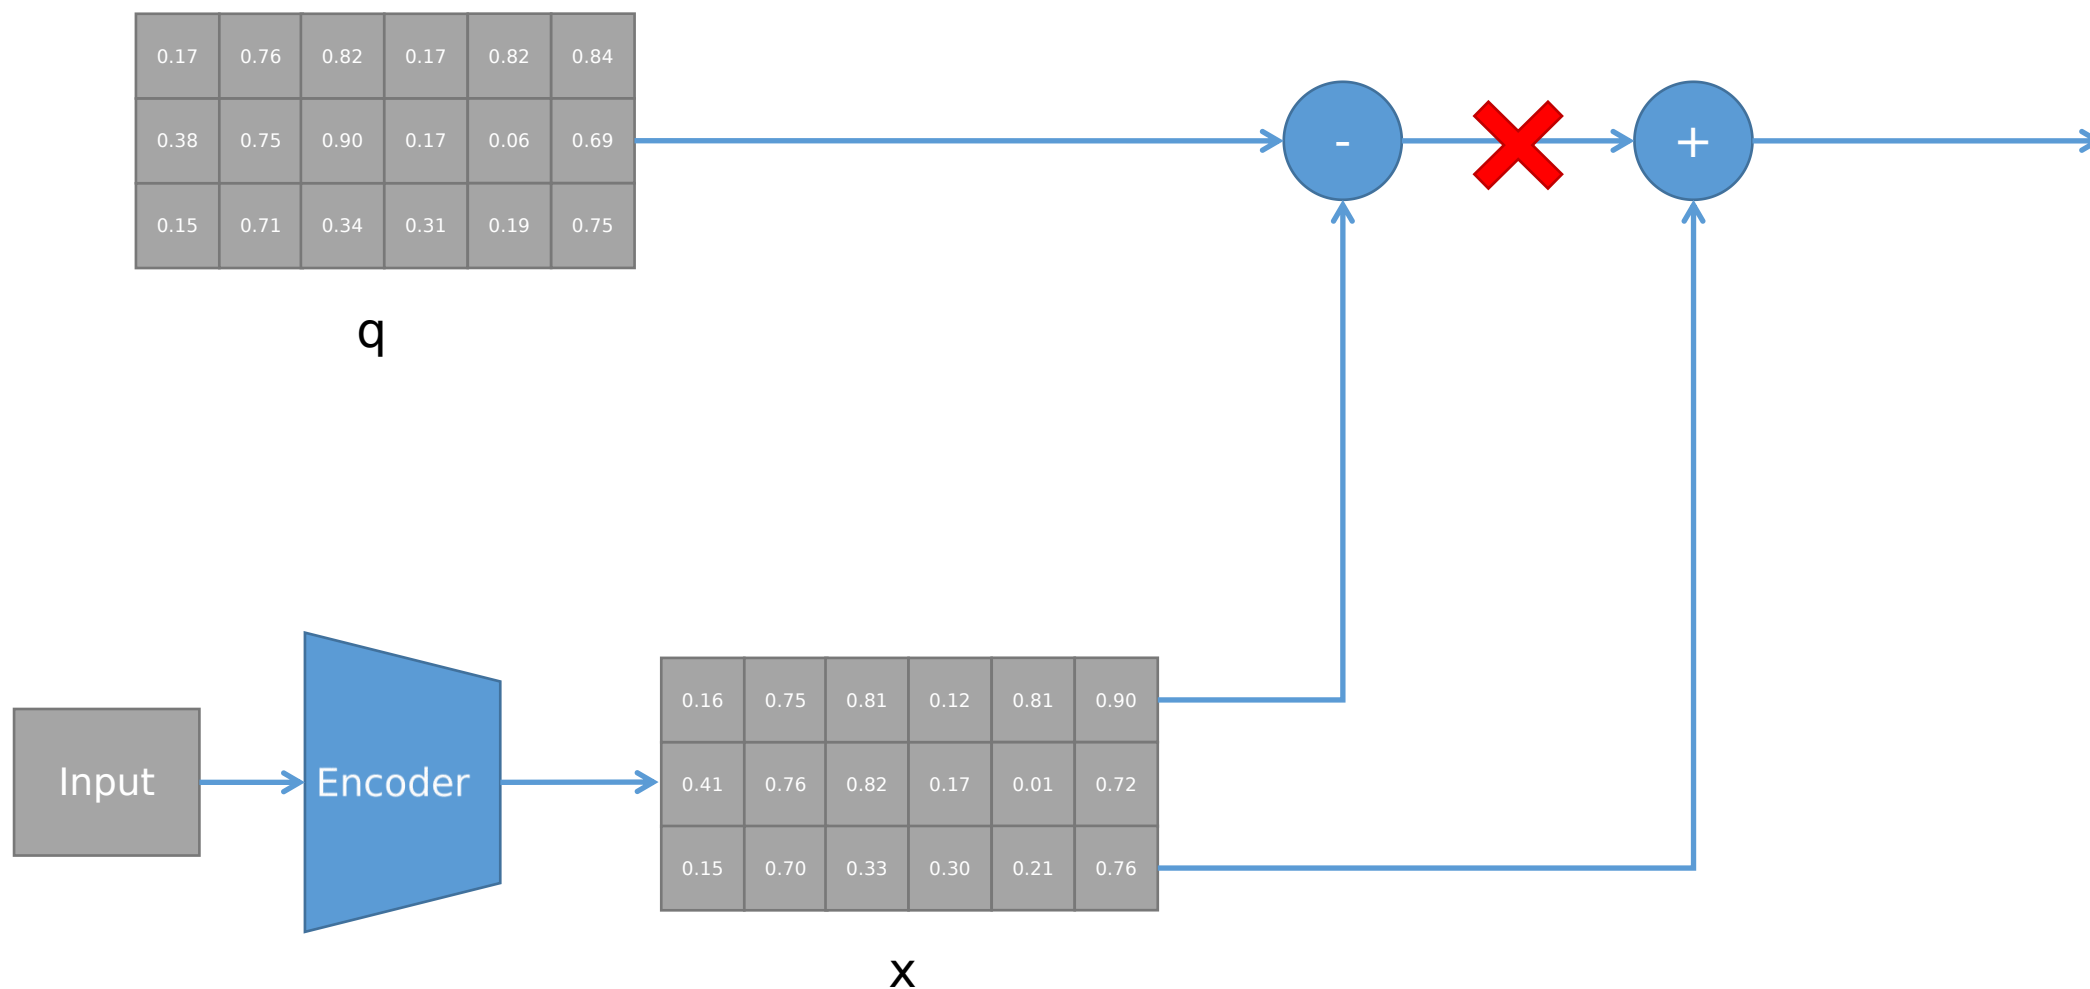 0.17 0.76 0.82 0.17 0.82 0.84
0.38 0.75 0.90 0.17 0.06 0.69
0.15 0.71 0.34 0.31 0.19 0.75
q
- +
Input
Encoder
0.16 0.75 0.81 0.12 0.81 0.90
0.41 0.76 0.82 0.17 0.01 0.72
0.15 0.70 0.33 0.30 0.21 0.76
x